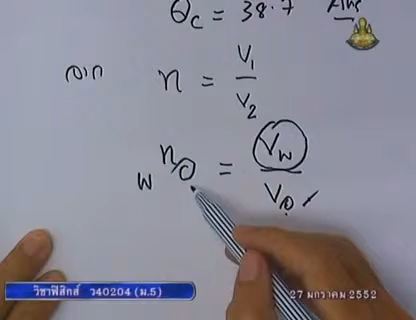 θc = 38.7 Ans
จาก n = V₁/V₂
w n o = Vw/Vo
วิชาฟิสิกส์ ว40204 (ม.5)
27 มกราคม 2552